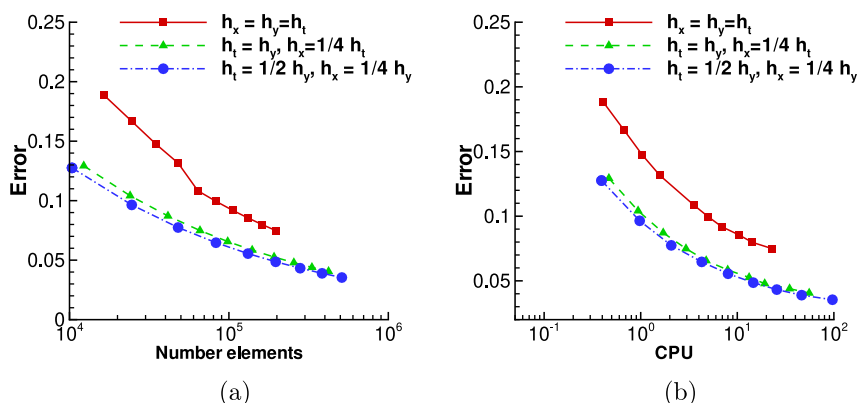 0.25
0.2
0.15
0.1
0.05
0
Error
h_x = h_y=h_t
h_t = h_y, h_x=1/4 h_t
h_t = 1/2 h_y, h_x = 1/4 h_y
10^4
10^5
10^6
Number elements
(a)
0.25
0.2
0.15
0.1
0.05
Error
h_x = h_y=h_t
h_t = h_y, h_x=1/4 h_t
h_t = 1/2 h_y, h_x = 1/4 h_y
10^-1
10^0
10^1
10^2
CPU
(b)